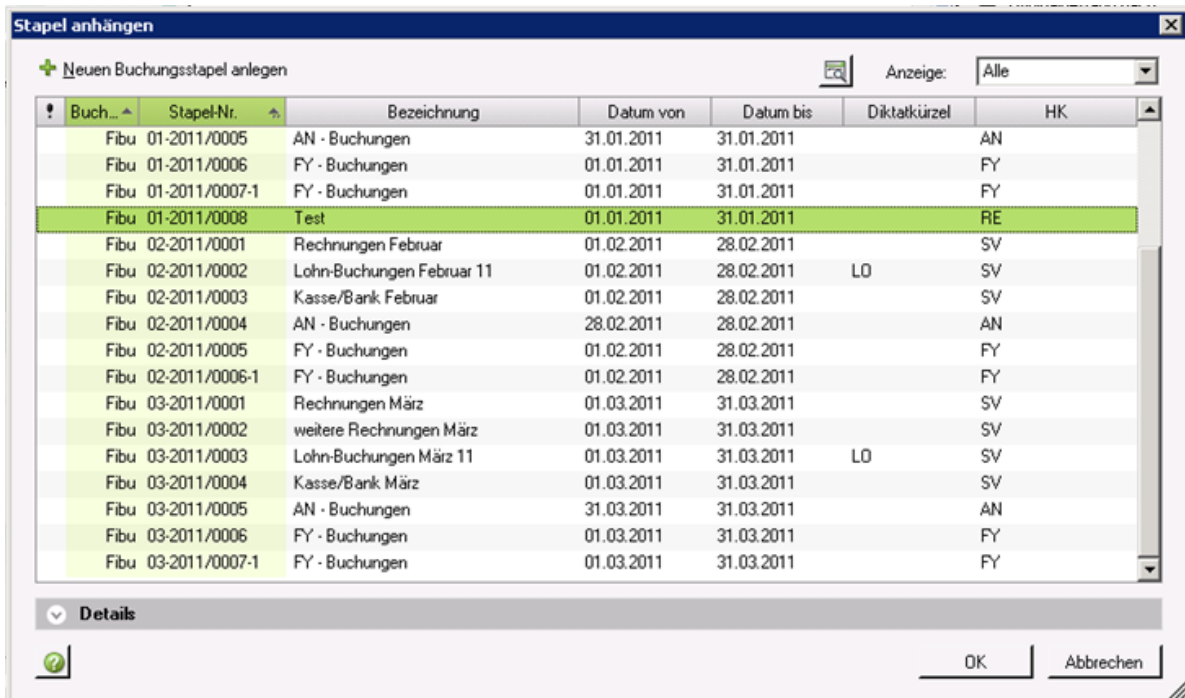 Stapel anhängen
Neuen Buchungsstapel anlegen Anzeige: Alle
! Buch... Stapel-Nr. Bezeichnung Datum von Datum bis Diktatkürzel HK
Fibu 01-2011/0005 AN - Buchungen 31.01.2011 31.01.2011 AN
Fibu 01-2011/0006 FY - Buchungen 01.01.2011 31.01.2011 FY
Fibu 01-2011/0007-1 FY - Buchungen 01.01.2011 31.01.2011 FY
Fibu 01-2011/0008 Test 01.01.2011 31.01.2011 RE
Fibu 02-2011/0001 Rechnungen Februar 01.02.2011 28.02.2011 SV
Fibu 02-2011/0002 Lohn-Buchungen Februar 11 01.02.2011 28.02.2011 LO SV
Fibu 02-2011/0003 Kasse/Bank Februar 01.02.2011 28.02.2011 SV
Fibu 02-2011/0004 AN - Buchungen 28.02.2011 28.02.2011 AN
Fibu 02-2011/0005 FY - Buchungen 01.02.2011 28.02.2011 FY
Fibu 02-2011/0006-1 FY - Buchungen 01.02.2011 28.02.2011 FY
Fibu 03-2011/0001 Rechnungen März 01.03.2011 31.03.2011 SV
Fibu 03-2011/0002 weitere Rechnungen März 01.03.2011 31.03.2011 SV
Fibu 03-2011/0003 Lohn-Buchungen März 11 01.03.2011 31.03.2011 LO SV
Fibu 03-2011/0004 Kasse/Bank März 01.03.2011 31.03.2011 SV
Fibu 03-2011/0005 AN - Buchungen 31.03.2011 31.03.2011 AN
Fibu 03-2011/0006 FY - Buchungen 01.03.2011 31.03.2011 FY
Fibu 03-2011/0007-1 FY - Buchungen 01.03.2011 31.03.2011 FY
Details
OK Abbrechen